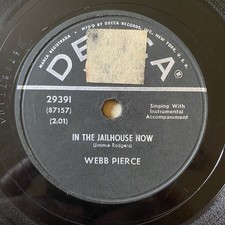 DECCA
29391
(87157)
(2.01)
Singing With
Instrumental
Accompaniment
IN THE JAILHOUSE NOW
(Jimmie Rodgers)
WEBB PIERCE